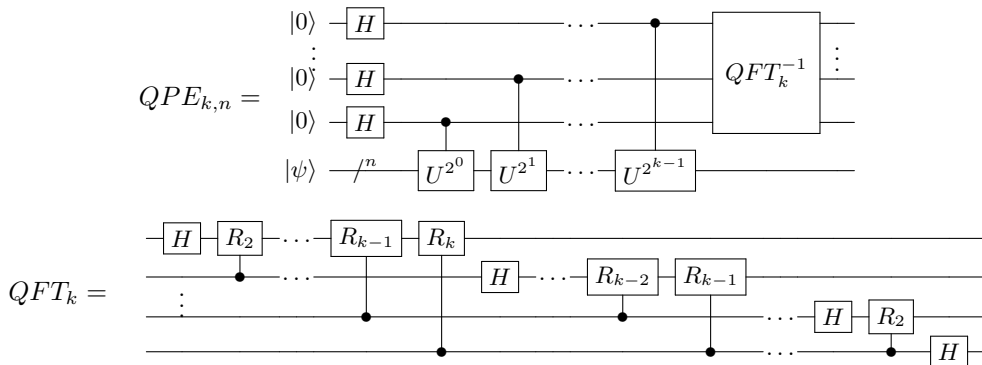 |0⟩ H ... QFT_k^{-1}
⋮ ⋮
QPE_{k,n} = |0⟩ H ...
|0⟩ H ...
|ψ⟩ /^n U^{2^0} U^{2^1} ... U^{2^{k-1}} ...
H R_2 ... R_{k-1} R_k
QFT_k = ... H ... R_{k-2} R_{k-1}
⋮ ... H R_2
... H